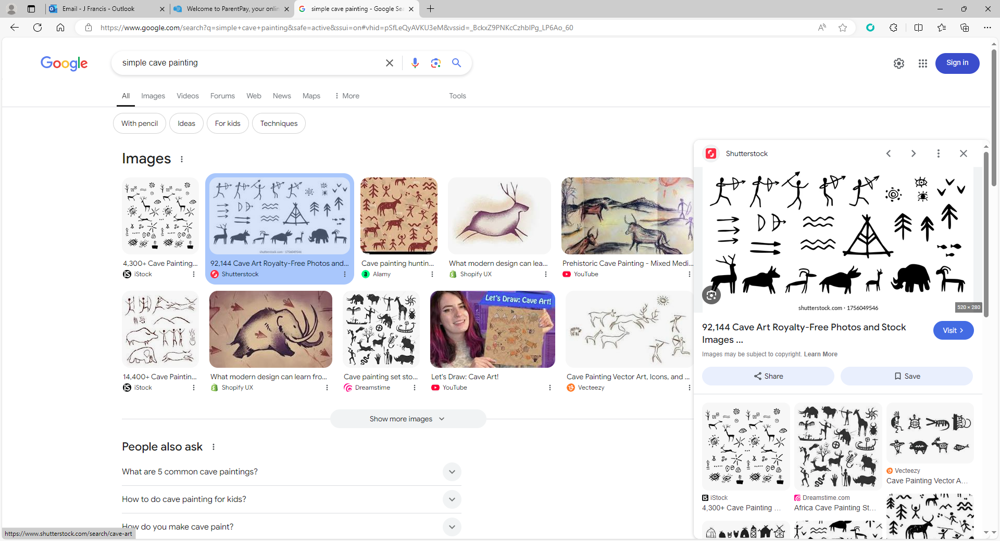 Email - J Francis - Outlook
Welcome to ParentPay, your onlin
simple cave painting - Google Sea
https://www.google.com/search?q=simple+cave+painting&safe=active&ssui=on#vhid=pSfLeQyAVKU3eM&vssid=_BckxZ9PNKcCzhbIPg_LP6Ao_60
Google
simple cave painting
Sign in
All
Images
Videos
Forums
Web
News
Maps
More
Tools
With pencil
Ideas
For kids
Techniques
Images
4,300+ Cave Painting...
iStock
shutterstock.com · 1756049546
92,144 Cave Art Royalty-Free Photos and...
Shutterstock
Cave painting huntin...
Alamy
What modern design can lea...
Shopify UX
Prehistoric Cave Painting - Mixed Medi...
YouTube
14,400+ Cave Paintin...
iStock
What modern design can learn fro...
Shopify UX
Cave painting set sto...
Dreamstime
Let's Draw: Cave Art!
Let's Draw: Cave Art!
YouTube
Cave Painting Vector Art, Icons, and ...
Vecteezy
Show more images
People also ask
What are 5 common cave paintings?
How to do cave painting for kids?
How do you make cave paint?
https://www.shutterstock.com/search/cave-art
Shutterstock
shutterstock.com · 1756049546
520 × 280
92,144 Cave Art Royalty-Free Photos and Stock
Images ...
Visit
Images may be subject to copyright. Learn More
Share
Save
iStock
4,300+ Cave Painting ...
Dreamstime.com
Africa Cave Painting St...
Vecteezy
Cave Painting Vector A...